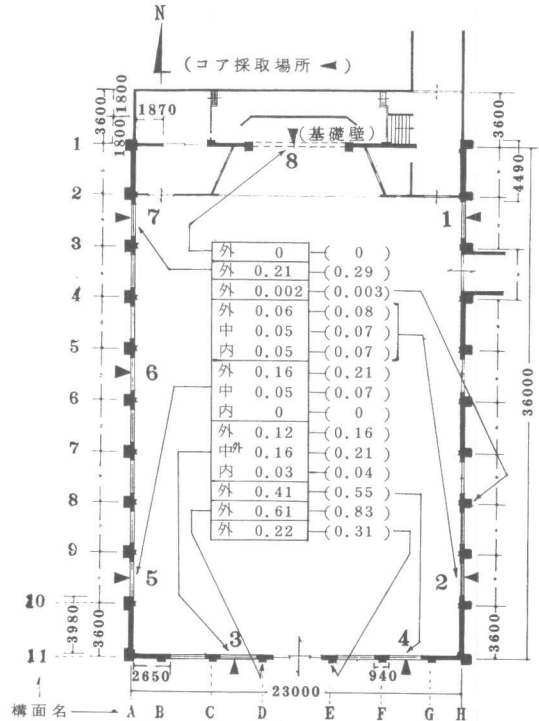 N
(コア採取場所 ◀)
3600
1800
1800
1870
(基礎壁)
8
3600
4490
1
2
3
4
5
6
7
8
9
10
11
7
1
6
5
2
3
4
外 0 (0)
外 0.21 (0.29)
外 0.002 (0.003)
外 0.06 (0.08)
中 0.05 (0.07)
内 0.05 (0.07)
外 0.16 (0.21)
中 0.05 (0.07)
内 0 (0)
外 0.12 (0.16)
中外 0.16 (0.21)
内 0.03 (0.04)
外 0.41 (0.55)
外 0.61 (0.83)
外 0.22 (0.31)
36000
3980
3600
3600
2650
23000
940
構面名 A B C D E F G H